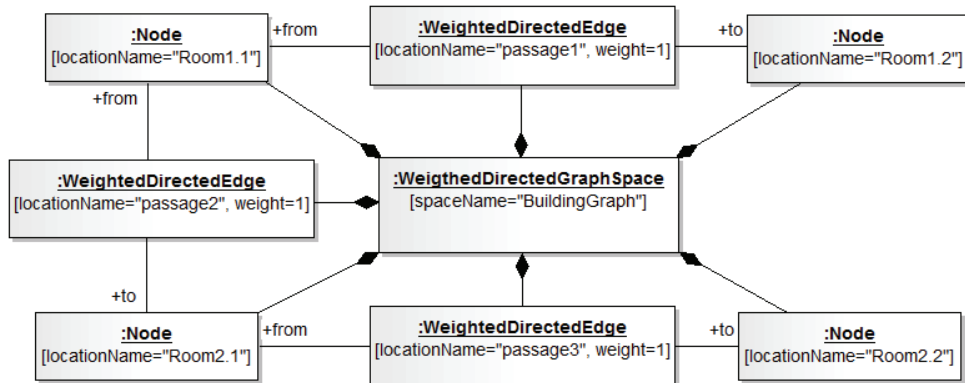 :Node
[locationName="Room1.1"]
+from
:WeightedDirectedEdge
[locationName="passage1", weight=1]
+to
:Node
[locationName="Room1.2"]
+from
:WeightedDirectedEdge
[locationName="passage2", weight=1]
:WeigthedDirectedGraphSpace
[spaceName="BuildingGraph"]
+to
:Node
[locationName="Room2.1"]
+from
:WeightedDirectedEdge
[locationName="passage3", weight=1]
+to
:Node
[locationName="Room2.2"]